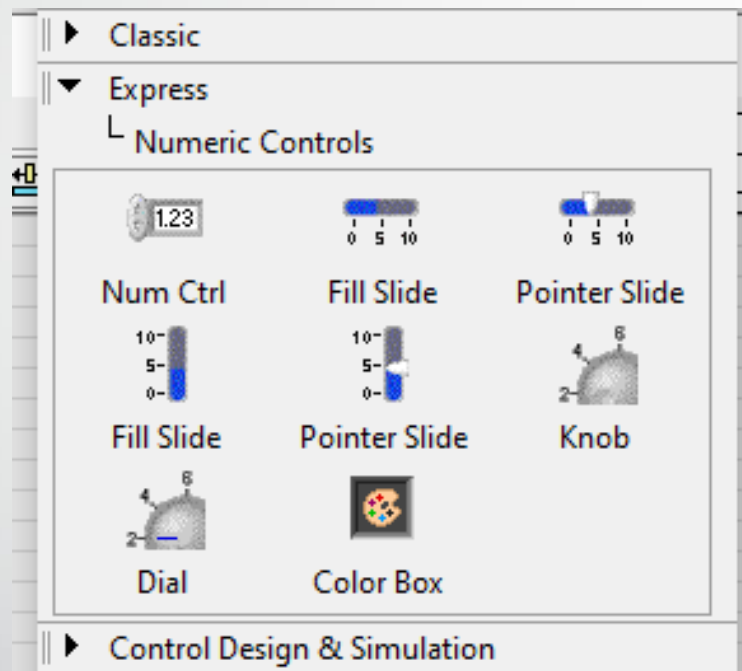 Classic
Express
Numeric Controls
1.23
0 5 10
0 5 10
Num Ctrl
Fill Slide
Pointer Slide
10-
5-
0-
10-
5-
0-
6
4
2-
Fill Slide
Pointer Slide
Knob
6
4
2-
Dial
Color Box
Control Design & Simulation